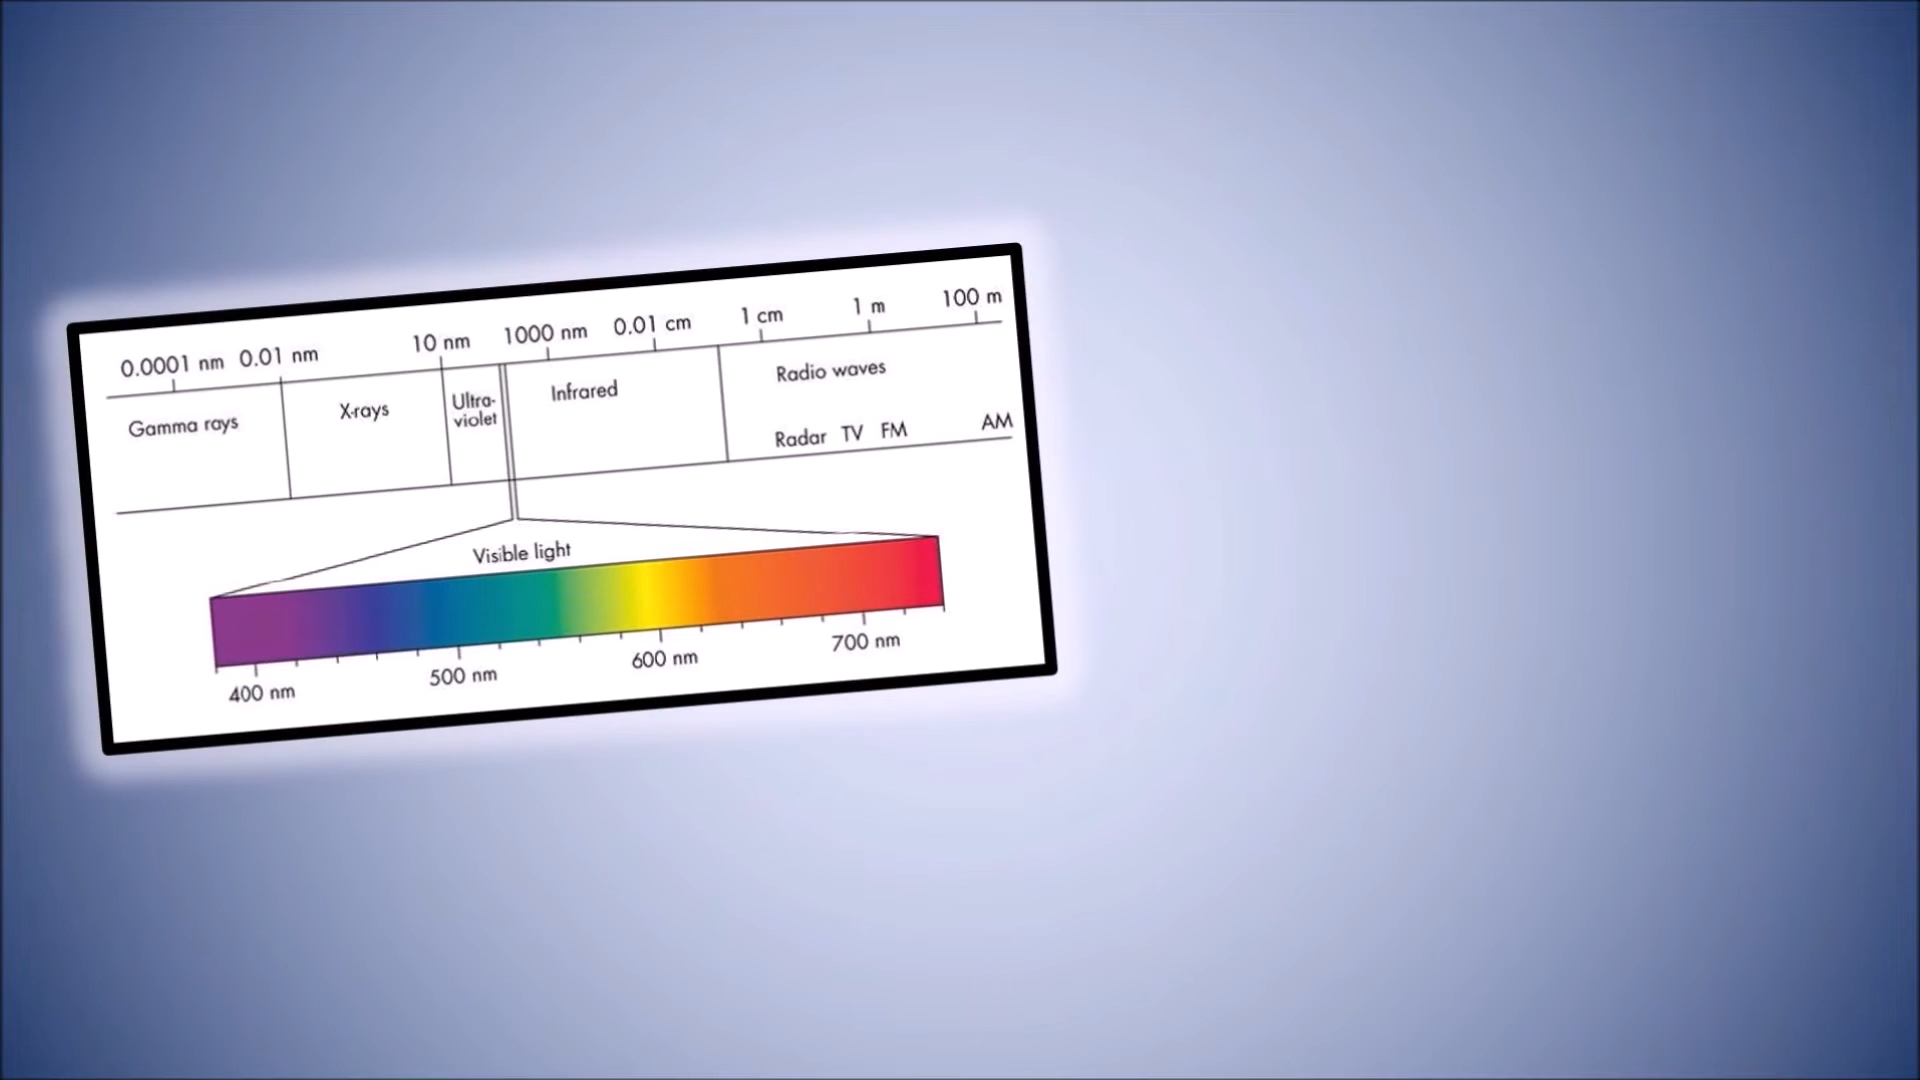 0.0001 nm 0.01 nm 10 nm 1000 nm 0.01 cm 1 cm 1 m 100 m
Gamma rays X-rays Ultra-
violet Infrared Radio waves
Radar TV FM AM
Visible light
400 nm 500 nm 600 nm 700 nm